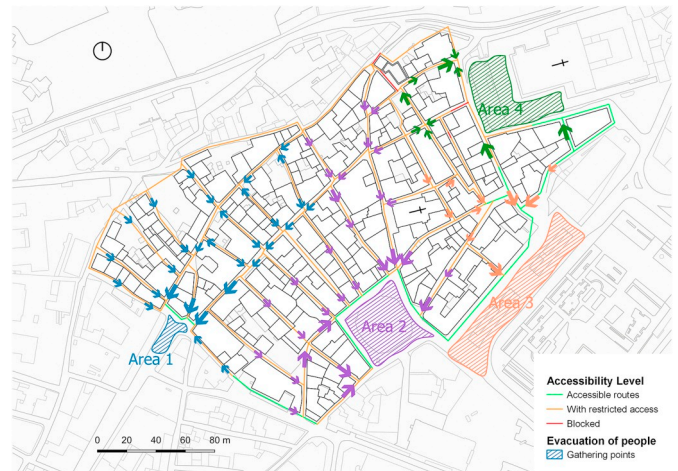 Area 4
Area 3
Area 2
Area 1
Accessibility Level
Accessible routes
With restricted access
Blocked
Evacuation of people
Gathering points
0 20 40 60 80 m